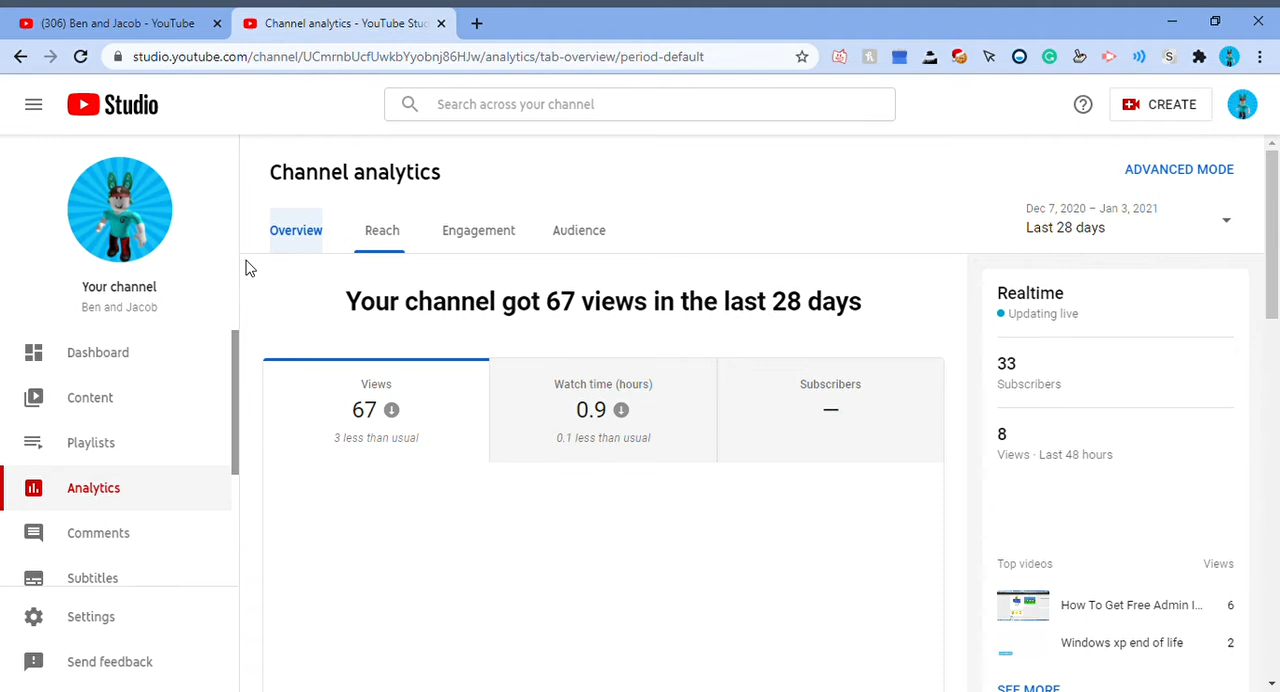 (306) Ben and Jacob - YouTube
Channel analytics - YouTube Stu
studio.youtube.com/channel/UCmrnbUcfUwkbYyobnj86HJw/analytics/tab-overview/period-default
Studio
Search across your channel
CREATE
Your channel
Ben and Jacob
Dashboard
Content
Playlists
Analytics
Comments
Subtitles
Settings
Send feedback
Channel analytics
ADVANCED MODE
Dec 7, 2020 – Jan 3, 2021
Last 28 days
Overview
Reach
Engagement
Audience
Your channel got 67 views in the last 28 days
Views
67
3 less than usual
Watch time (hours)
0.9
0.1 less than usual
Subscribers
—
Realtime
Updating live
33
Subscribers
8
Views · Last 48 hours
Top videos
Views
How To Get Free Admin I...
6
Windows xp end of life
2
SEE MORE